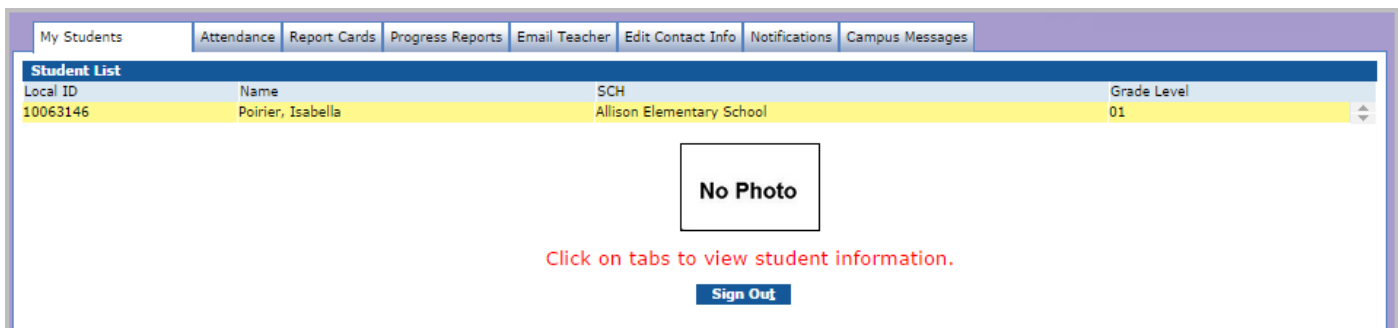 My Students Attendance Report Cards Progress Reports Email Teacher Edit Contact Info Notifications Campus Messages
Student List
Local ID Name SCH Grade Level
10063146 Poirier, Isabella Allison Elementary School 01
No Photo
Click on tabs to view student information.
Sign Out